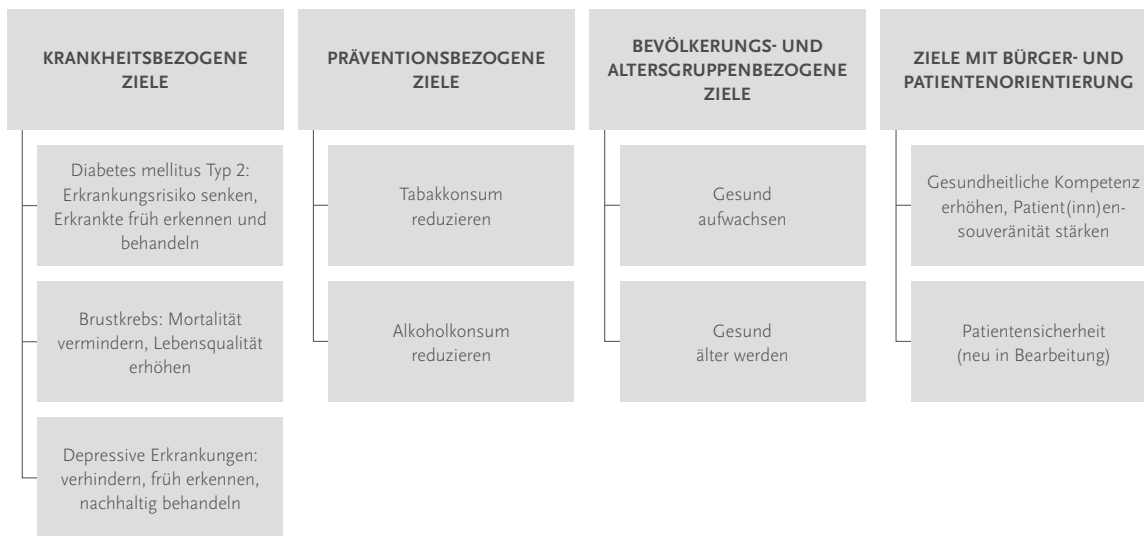 KRANKHEITSBEZOGENE
ZIELE
Diabetes mellitus Typ 2:
Erkrankungsrisiko senken,
Erkrankte früh erkennen und
behandeln
Brustkrebs: Mortalität
vermindern, Lebensqualität
erhöhen
Depressive Erkrankungen:
verhindern, früh erkennen,
nachhaltig behandeln
PRÄVENTIONSBEZOGENE
ZIELE
Tabakkonsum
reduzieren
Alkoholkonsum
reduzieren
BEVÖLKERUNGS- UND
ALTERSGRUPPENBEZOGENE
ZIELE
Gesund
aufwachsen
Gesund
älter werden
ZIELE MIT BÜRGER- UND
PATIENTENORIENTIERUNG
Gesundheitliche Kompetenz
erhöhen, Patient(inn)en-
souveränität stärken
Patientensicherheit
(neu in Bearbeitung)